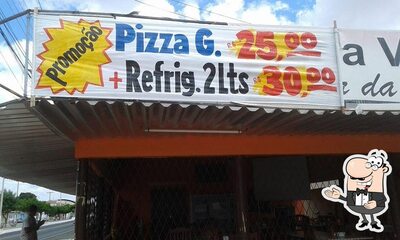 Promoção
Pizza G. R$25,00
+ Refrig. 2Lts R$30,00
a V
da